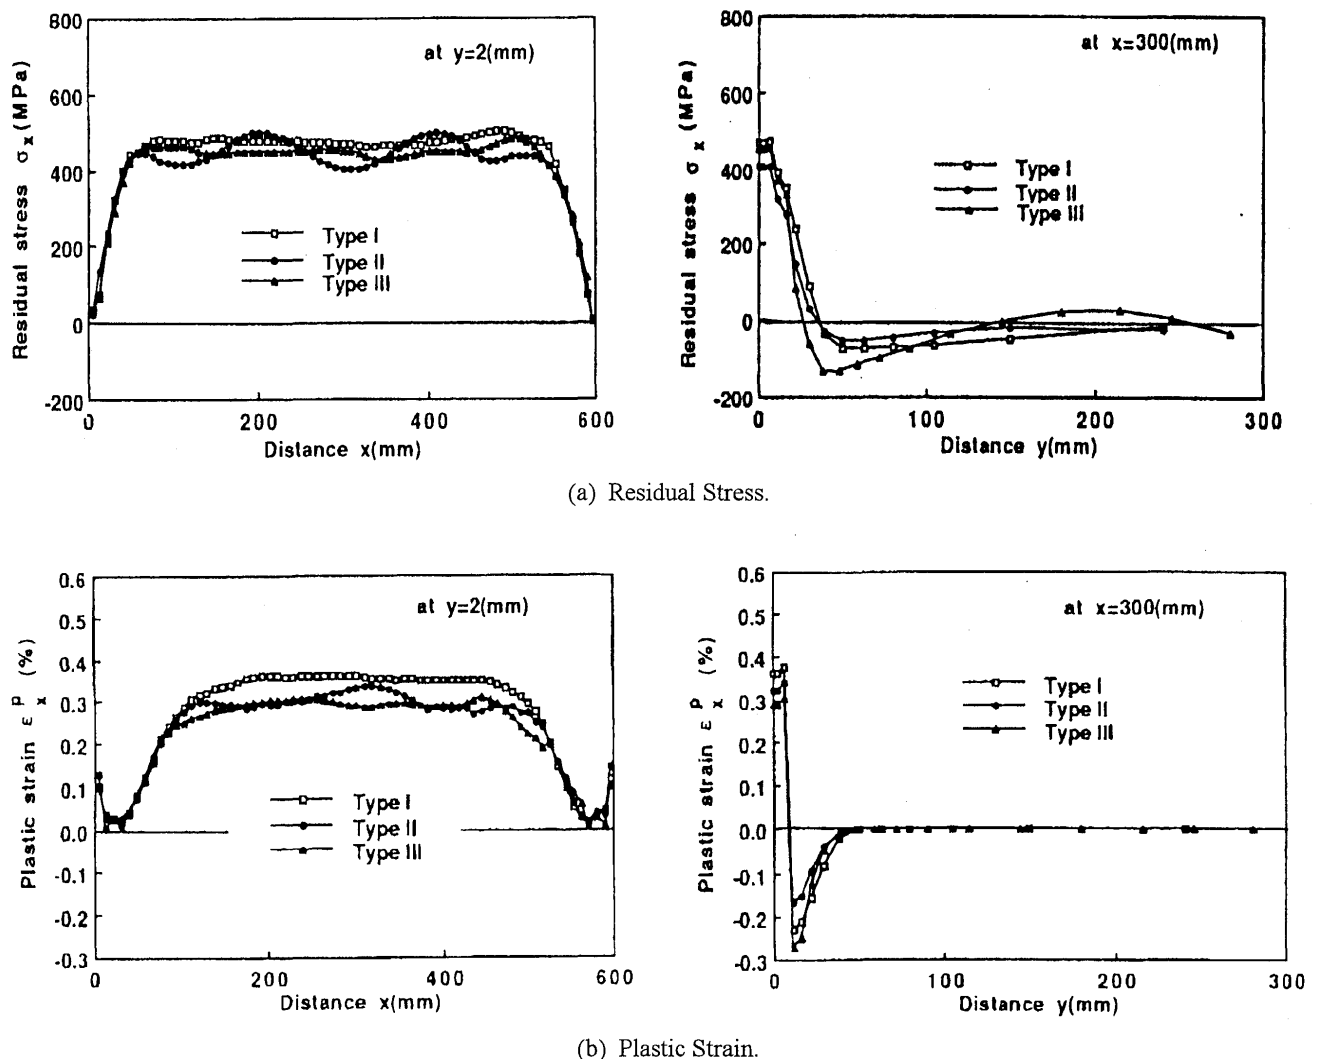 800
600
400
200
0
-200
0 200 400 600
Residual stress σx (MPa)
Distance x(mm)
at y=2(mm)
Type I
Type II
Type III
800
600
400
200
0
-200
0 100 200 300
Residual stress σx (MPa)
Distance y(mm)
at x=300(mm)
Type I
Type II
Type III
(a) Residual Stress.
0.6
0.5
0.4
0.3
0.2
0.1
0.0
-0.1
-0.2
-0.3
0 200 400 600
Plastic strain εxP (%)
Distance x(mm)
at y=2(mm)
Type I
Type II
Type III
0.6
0.5
0.4
0.3
0.2
0.1
0.0
-0.1
-0.2
-0.3
0 100 200 300
Plastic strain εxP (%)
Distance y(mm)
at x=300(mm)
Type I
Type II
Type III
(b) Plastic Strain.